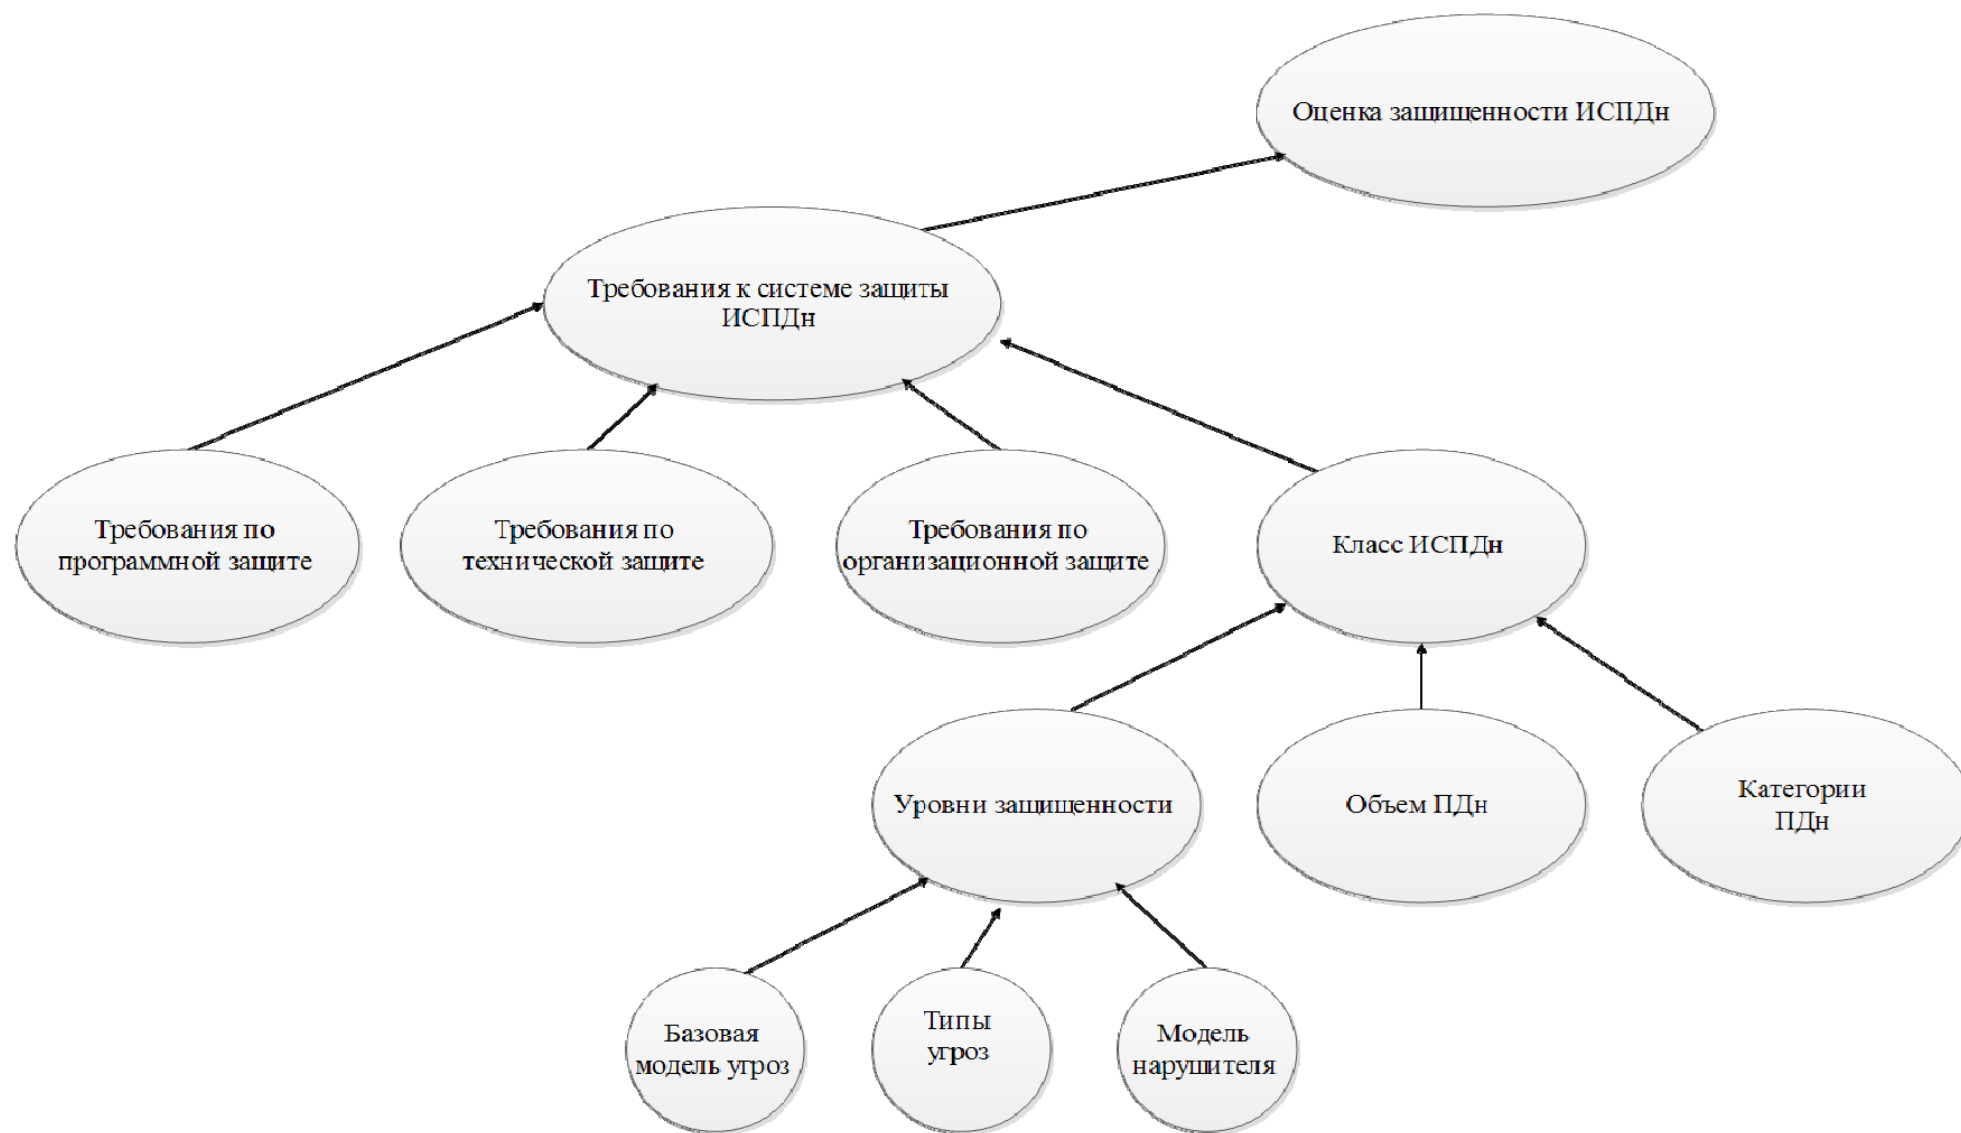 Оценка защищенности ИСПДн
Требования к системе защиты
ИСПДн
Требования по
программной защите
Требования по
технической защите
Требования по
организационной защите
Класс ИСПДн
Уровни защищенности
Объем ПДн
Категории
ПДн
Базовая
модель угроз
Типы
угроз
Модель
нарушителя